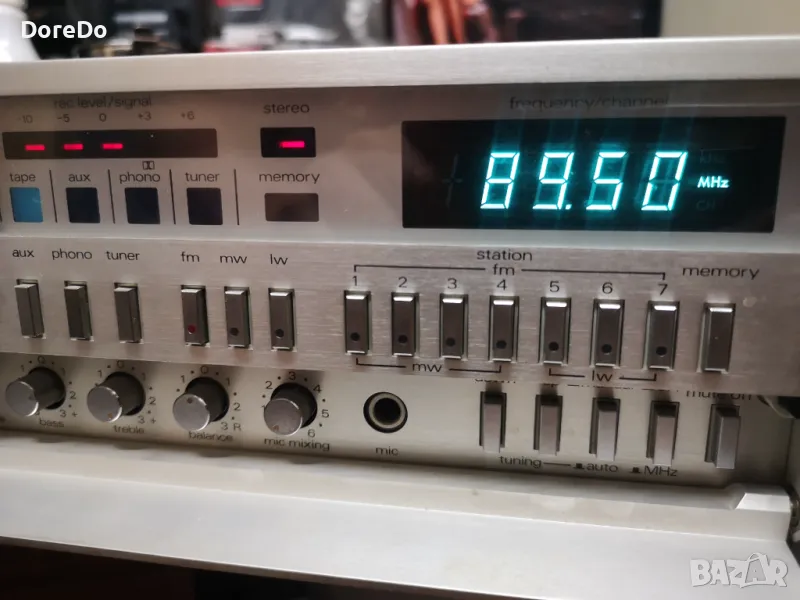 DoreDo
rec level/signal
-10 -5 0 +3 +6
stereo
frequency/channel
89.50 MHz
tape aux phono tuner
memory
aux phono tuner fm mw lw
station
fm
1 2 3 4 5 6 7
memory
mw lw
mute off
bass treble balance mic mixing
mic
tuning auto MHz
BAZAR